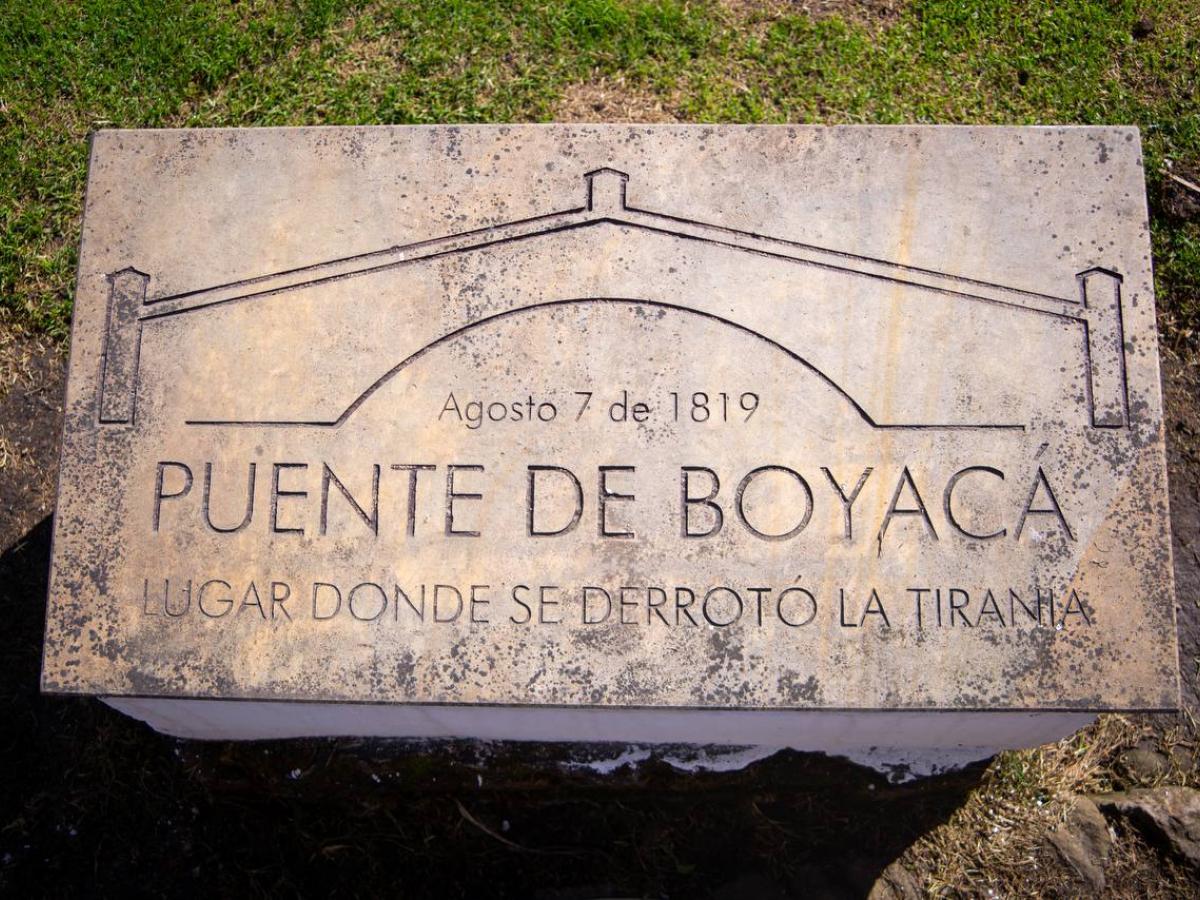 Agosto 7 de 1819
PUENTE DE BOYACÁ
LUGAR DONDE SE DERROTÓ LA TIRANIA